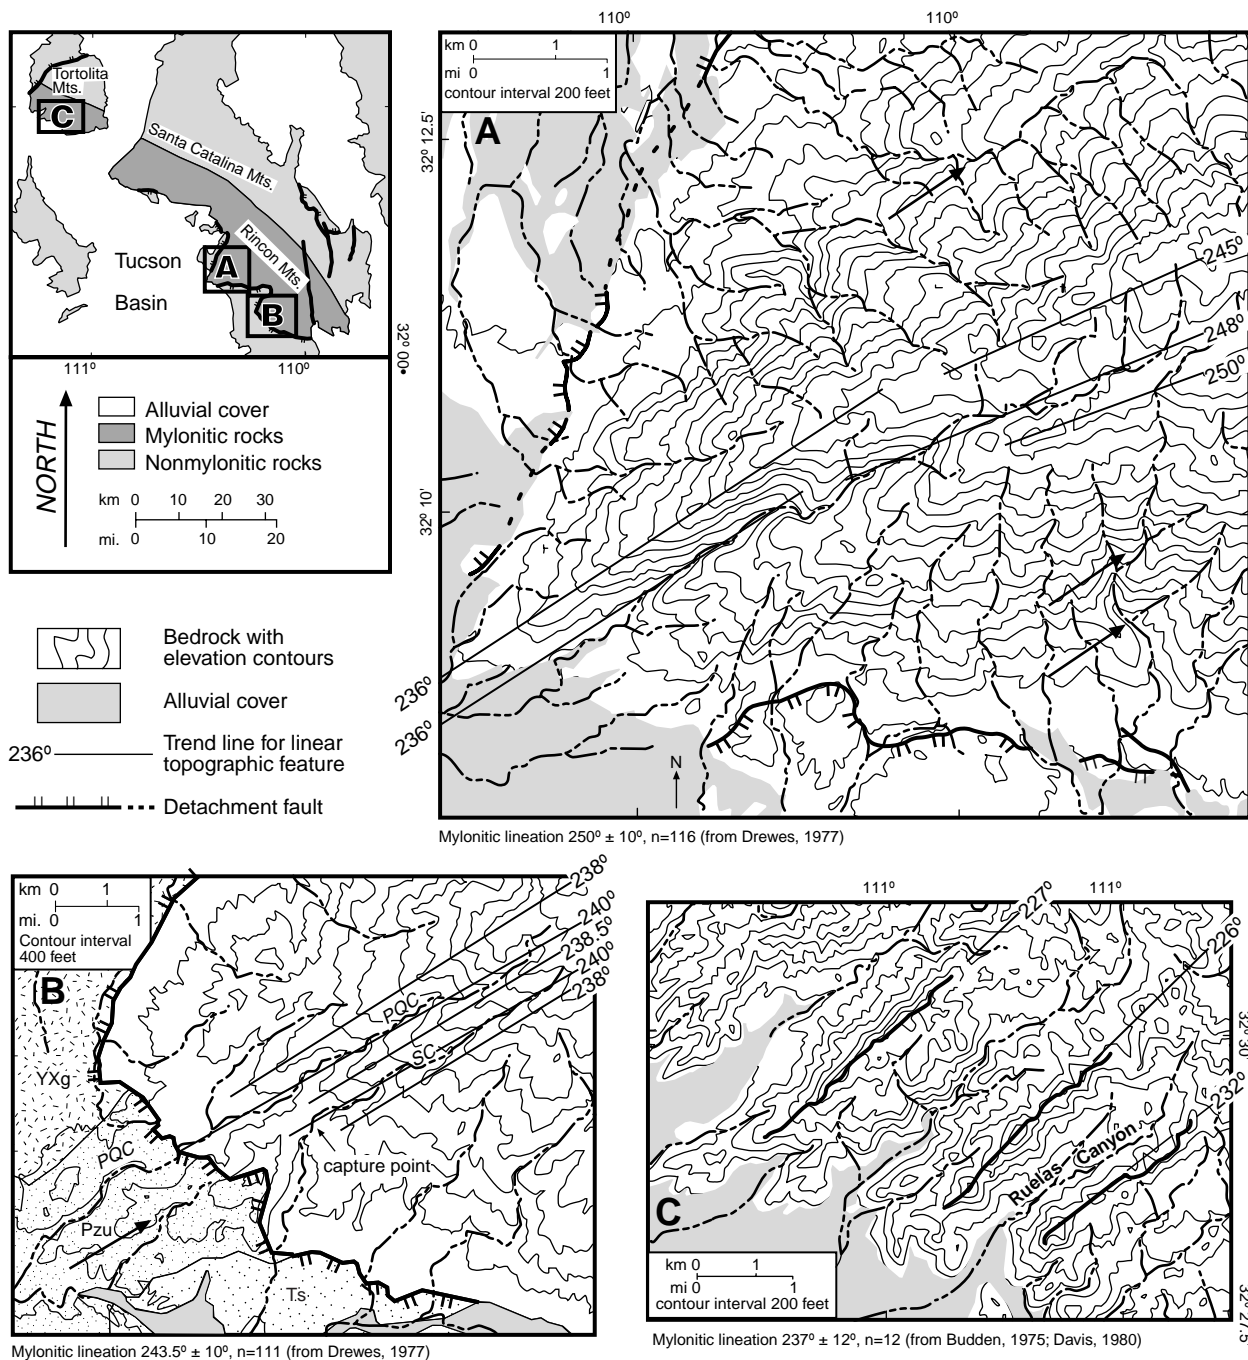 Tortolita
Mts.
C
Santa Catalina Mts.
Rincon Mts.
Tucson
Basin
A
B
111º
110º
32º 00'
NORTH
Alluvial cover
Mylonitic rocks
Nonmylonitic rocks
km 0 10 20 30
mi. 0 10 20
Bedrock with
elevation contours
Alluvial cover
236º
Trend line for linear
topographic feature
Detachment fault
110º
110º
km 0 1
mi 0 1
contour interval 200 feet
A
32º 12.5'
32º 10'
245º
248º
250º
236º
236º
N
Mylonitic lineation 250º ± 10º, n=116 (from Drewes, 1977)
km 0 1
mi. 0 1
Contour interval
400 feet
B
238º
240º
238.5º
240º
238º
PQC
SC
YXg
PQC
capture point
Pzu
Ts
Mylonitic lineation 243.5º ± 10º, n=111 (from Drewes, 1977)
111º
111º
227º
226º
232º
32º 30'
32º 27.5'
Ruelas Canyon
C
km 0 1
mi 0 1
contour interval 200 feet
Mylonitic lineation 237º ± 12º, n=12 (from Budden, 1975; Davis, 1980)